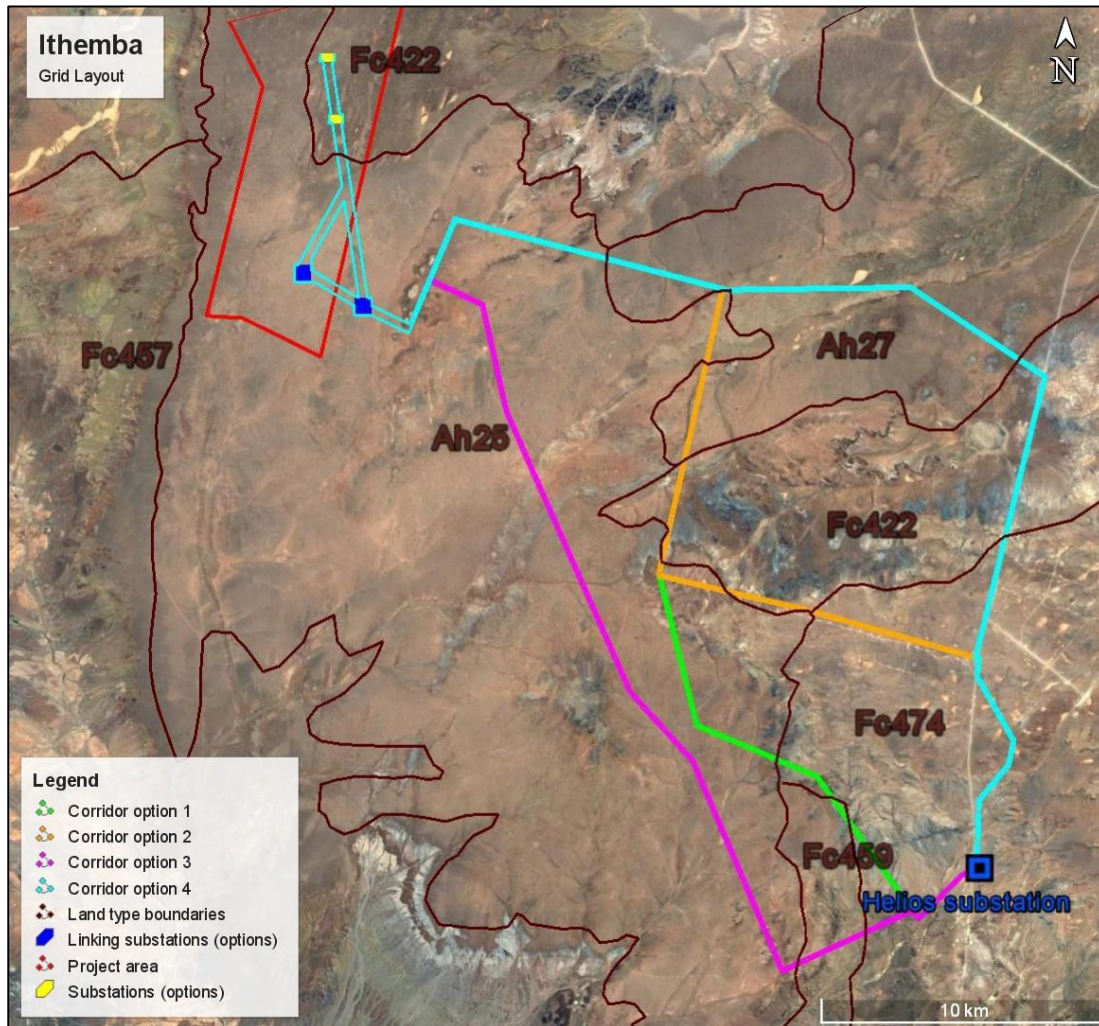 Ithemba
Grid Layout
Fc422
N
Fc457
Ah27
Ah25
Fc422
Fc474
Fc459
Helios substation
Legend
Corridor option 1
Corridor option 2
Corridor option 3
Corridor option 4
Land type boundaries
Linking substations (options)
Project area
Substations (options)
10 km